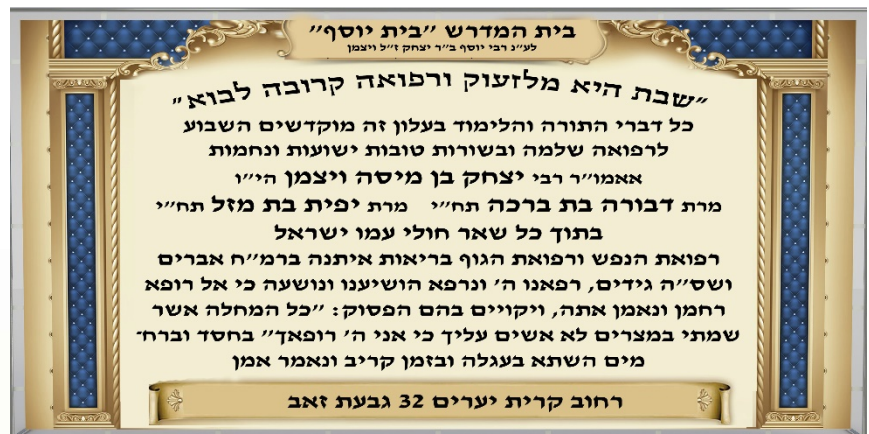 בית המדרש "בית יוסף"
לע"נ רבי יוסף ב"ר יצחק ז"ל ויצמן
"שבת היא מלזעוק ורפואה קרובה לבוא"
כל דברי התורה והלימוד בעלון זה מוקדשים השבוע
לרפואה שלמה ובשורות טובות ישועות ונחמות
אאמו"ר רבי יצחק בן מיסה ויצמן הי"ו
מרת דבורה בת ברכה תח"י מרת יפית בת מזל תח"י
בתוך כל שאר חולי עמו ישראל
רפואת הנפש ורפואת הגוף בריאות איתנה ברמ"ח אברים
ושס"ה גידים, רפאנו ה' ונרפא הושיענו ונושעה כי אל רופא
רחמן ונאמן אתה, ויקויים בהם הפסוק: "כל המחלה אשר
שמתי במצרים לא אשים עליך כי אני ה' רופאך" בחסד וברח־
מים השתא בעגלה ובזמן קריב ונאמר אמן
רחוב קרית יערים 32 גבעת זאב